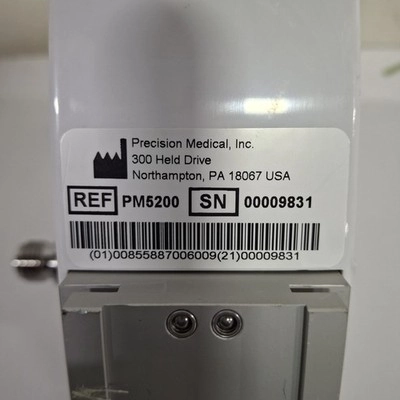 Precision Medical, Inc.
300 Held Drive
Northampton, PA 18067 USA
REF PM5200 SN 00009831
(01)00855887006009(21)00009831